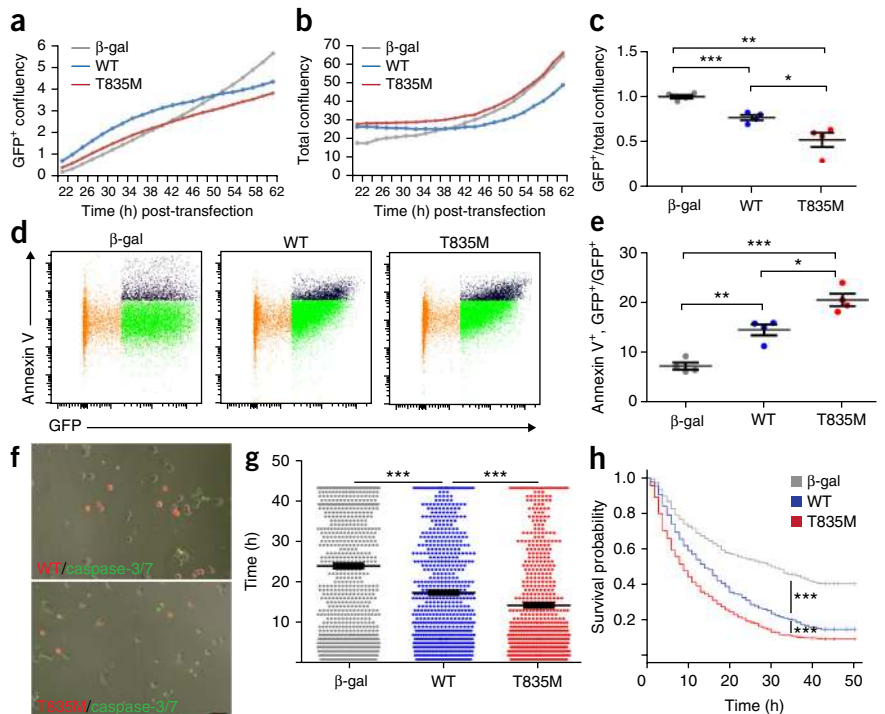 a
β-gal
WT
T835M
GFP+ confluency
6
5
4
3
2
1
0
22 26 30 34 38 42 46 50 54 58 62
Time (h) post-transfection
b
β-gal
WT
T835M
Total confluency
70
60
50
40
30
20
10
0
22 26 30 34 38 42 46 50 54 58 62
Time (h) post-transfection
c
GFP+/total confluency
1.5
1.0
0.5
0
**
***
*
β-gal WT T835M
d
β-gal WT T835M
Annexin V
GFP
e
Annexin V+, GFP+/GFP+
30
20
10
0
***
**
*
β-gal WT T835M
f
WT/caspase-3/7
T835M/caspase-3/7
g
Time (h)
50
40
30
20
10
*** ***
β-gal WT T835M
h
β-gal
WT
T835M
Survival probability
1.0
0.8
0.6
0.4
0.2
***
***
0 10 20 30 40 50
Time (h)